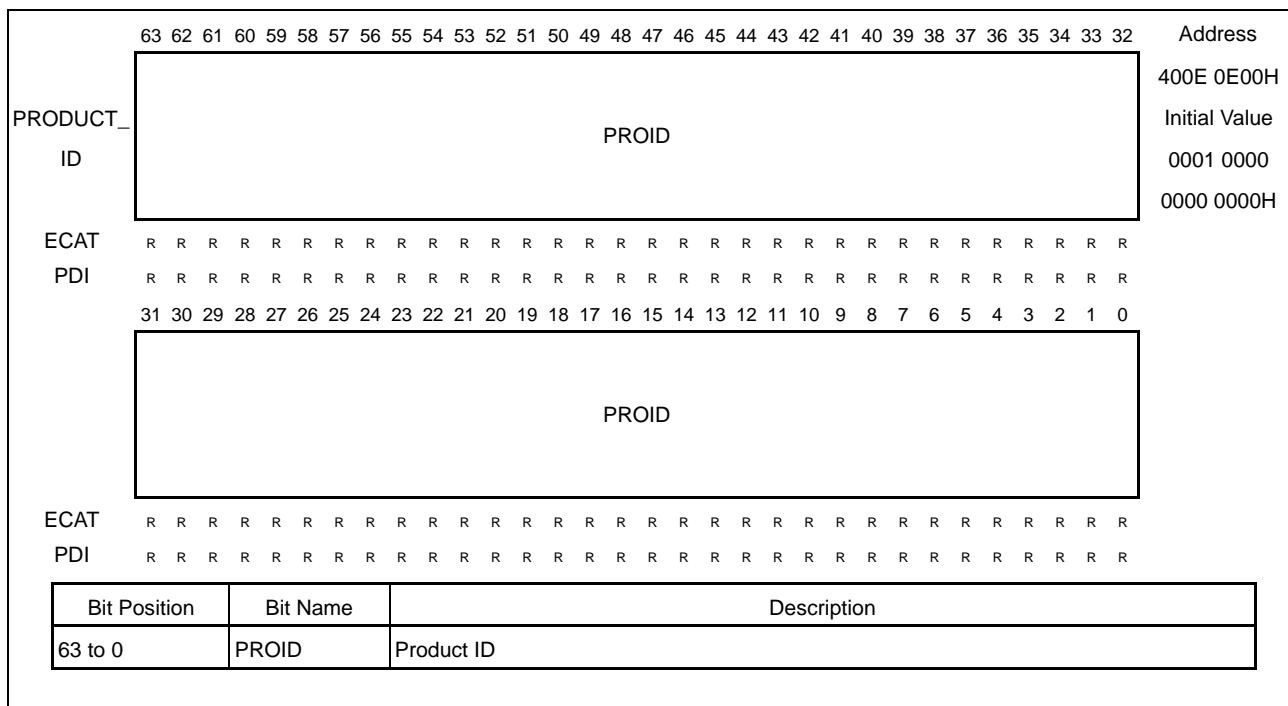 63 62 61 60 59 58 57 56 55 54 53 52 51 50 49 48 47 46 45 44 43 42 41 40 39 38 37 36 35 34 33 32 Address
400E 0E00H
PRODUCT_ Initial Value
PROID
ID 0001 0000
0000 0000H
ECAT R R R R R R R R R R R R R R R R R R R R R R R R R R R R R R R R
PDI R R R R R R R R R R R R R R R R R R R R R R R R R R R R R R R R
31 30 29 28 27 26 25 24 23 22 21 20 19 18 17 16 15 14 13 12 11 10 9 8 7 6 5 4 3 2 1 0
PROID
ECAT R R R R R R R R R R R R R R R R R R R R R R R R R R R R R R R R
PDI R R R R R R R R R R R R R R R R R R R R R R R R R R R R R R R R
Bit Position Bit Name Description
63 to 0 PROID Product ID